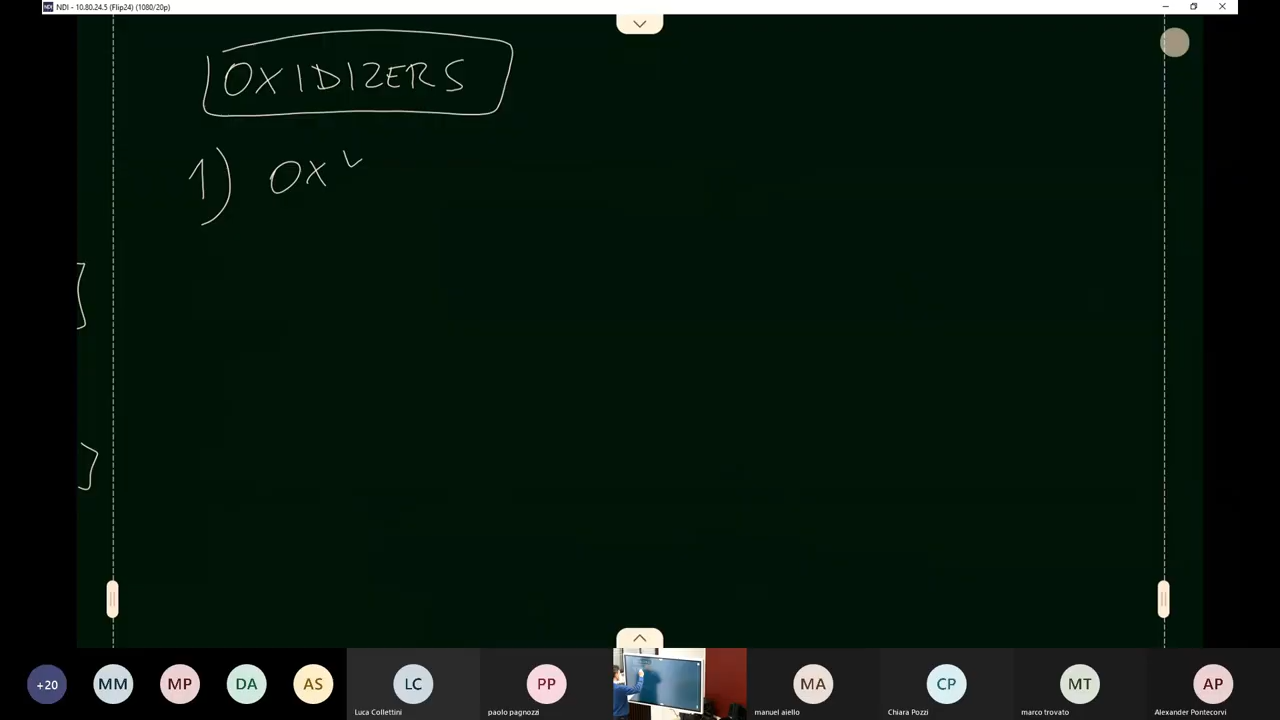 NDI - 10.80.24.5 (Flip24) (1080/20p)
OXIDIZERS
1) OX
+20
MM
MP
DA
AS
LC
Luca Collettini
PP
paolo pagnozzi
MA
manuel aiello
CP
Chiara Pozzi
MT
marco trovato
AP
Alexander Pontecorvi